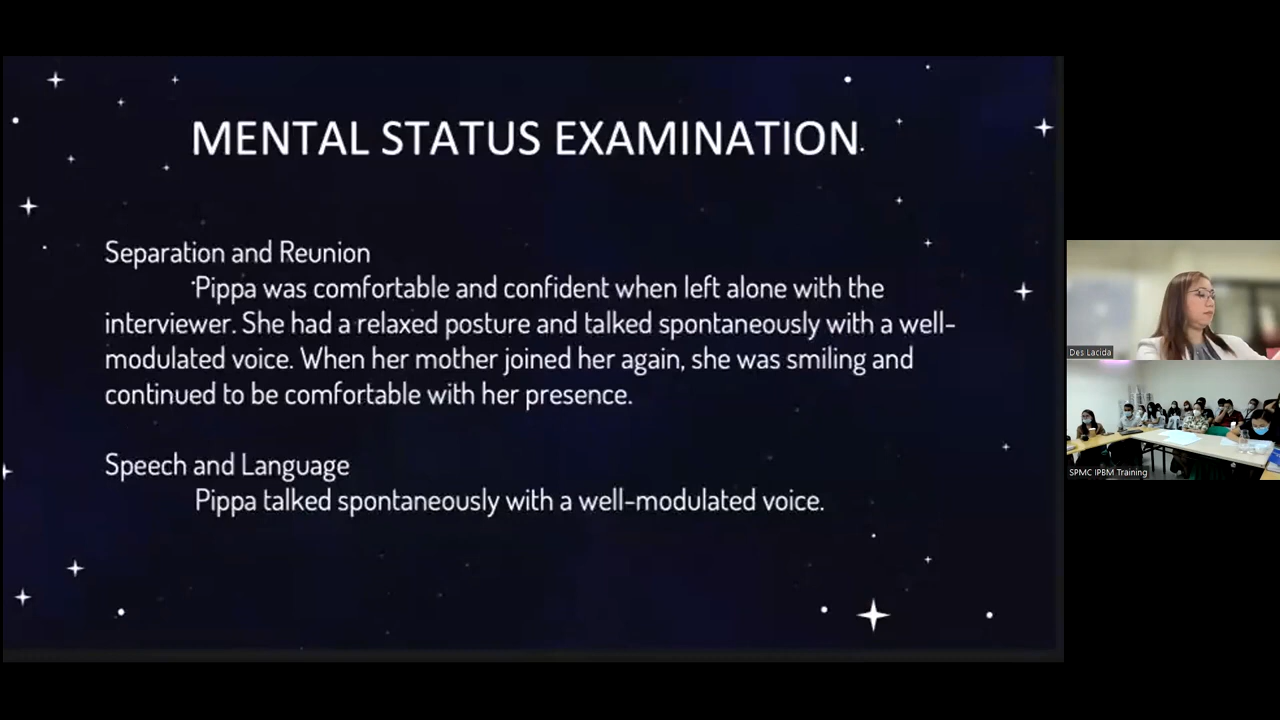 MENTAL STATUS EXAMINATION.
Separation and Reunion
Pippa was comfortable and confident when left alone with the
interviewer. She had a relaxed posture and talked spontaneously with a well-
modulated voice. When her mother joined her again, she was smiling and
continued to be comfortable with her presence.
Speech and Language
Pippa talked spontaneously with a well-modulated voice.
Des Lacida
SPMC IPBM Training